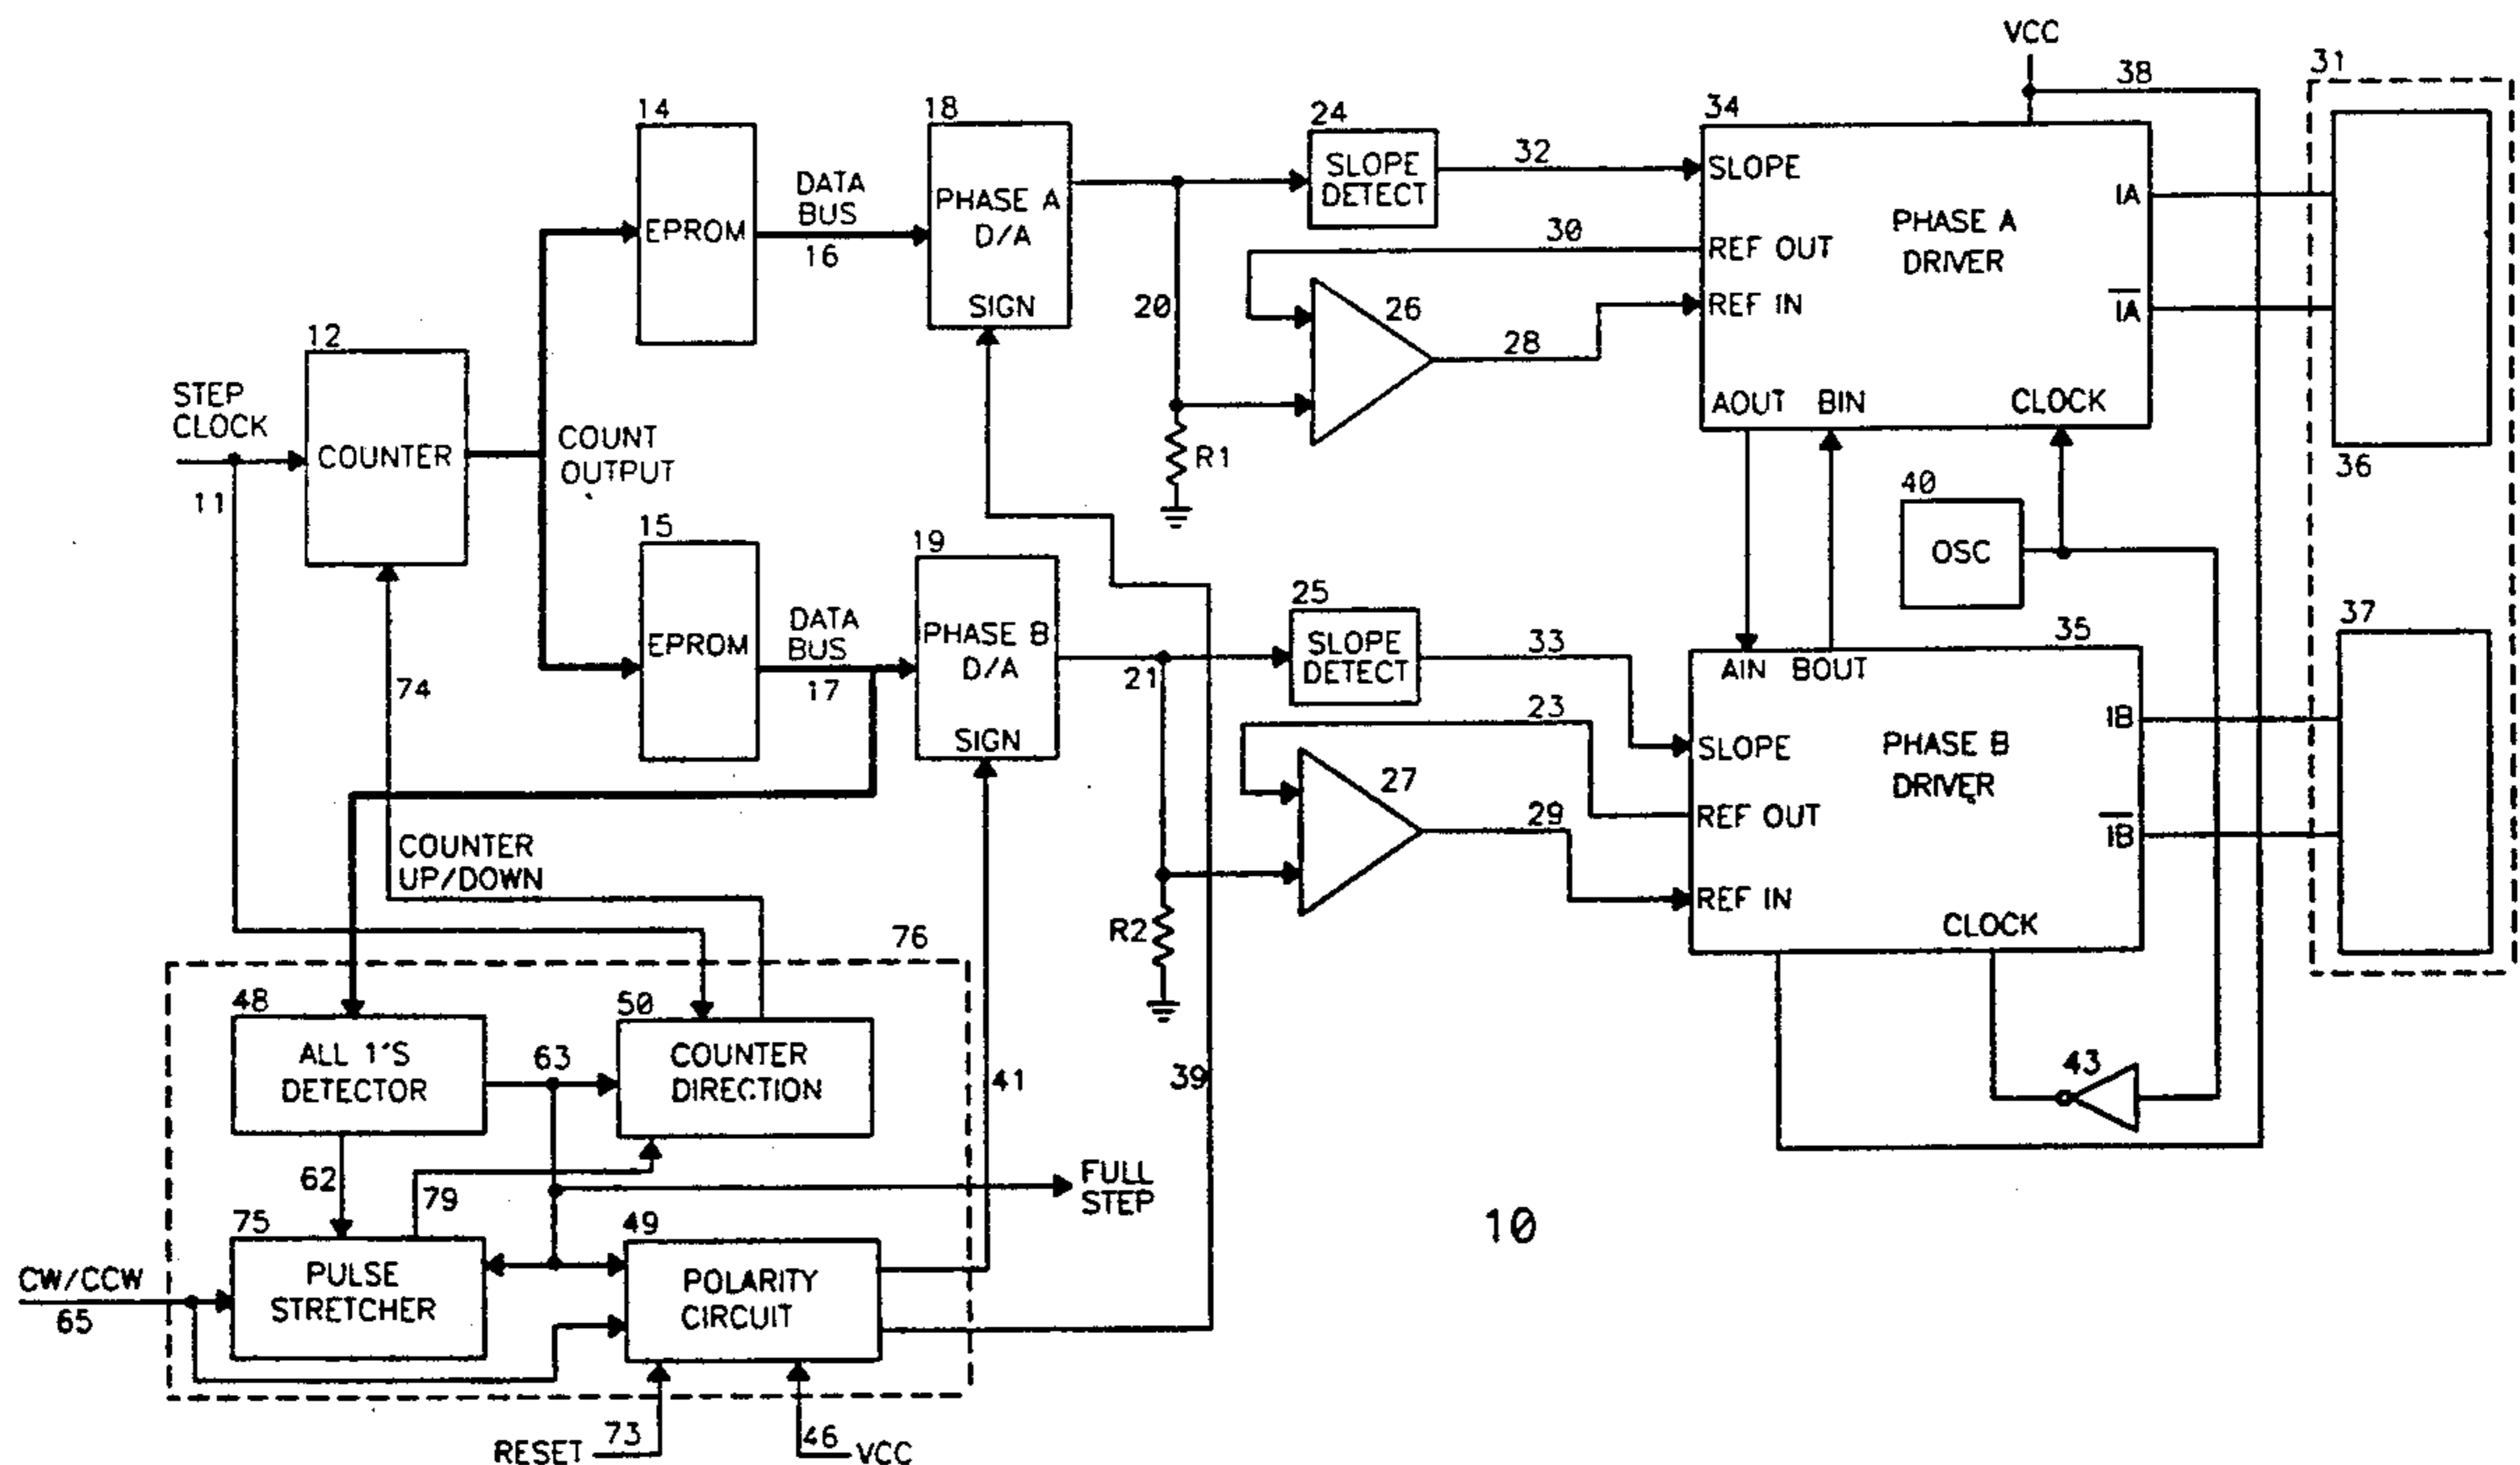 VCC
38
31
14
18
24
34
SLOPE
DETECT
32
SLOPE
IA
DATA
BUS
16
EPROM
PHASE A
D/A
SIGN
30
REF OUT
PHASE A
DRIVER
20
26
REF IN
IA
28
12
STEP
CLOCK
COUNTER
COUNT
OUTPUT
11
R1
AOUT
BIN
CLOCK
36
40
OSC
15
19
25
35
37
EPROM
DATA
BUS
17
PHASE B
D/A
SIGN
21
SLOPE
DETECT
33
AIN
BOUT
74
23
SLOPE
PHASE B
DRIVER
IB
27
REF OUT
29
IB
COUNTER
UP/DOWN
REF IN
R2
CLOCK
76
48
50
ALL 1'S
DETECTOR
63
COUNTER
DIRECTION
41
39
43
62
79
FULL
STEP
75
49
10
CW/CCW
65
PULSE
STRETCHER
POLARITY
CIRCUIT
RESET
73
46
VCC